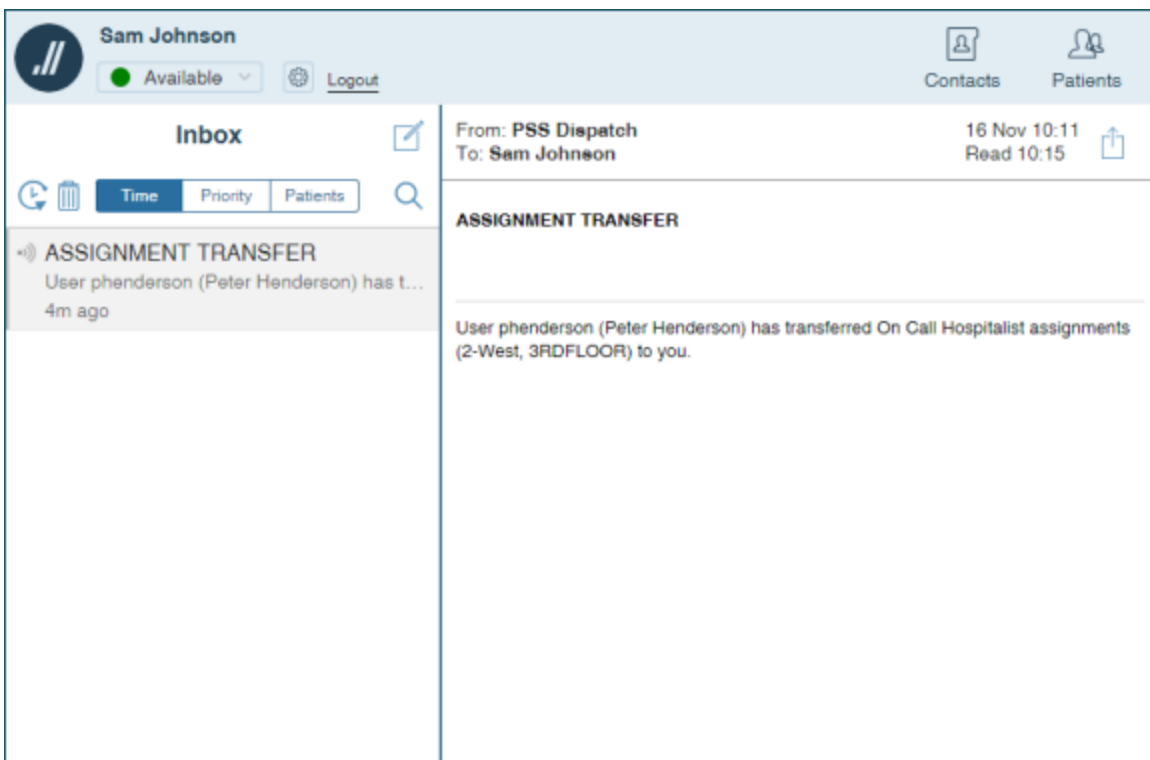 Sam Johnson
Available
Logout
Contacts
Patients
Inbox
Time
Priority
Patients
ASSIGNMENT TRANSFER
User phenderson (Peter Henderson) has t...
4m ago
From: PSS Dispatch
To: Sam Johnson
16 Nov 10:11
Read 10:15
ASSIGNMENT TRANSFER
User phenderson (Peter Henderson) has transferred On Call Hospitalist assignments
(2-West, 3RDFLOOR) to you.